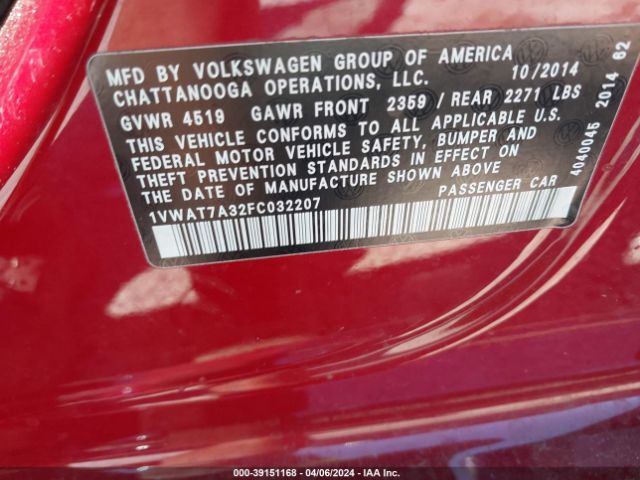 MFD BY VOLKSWAGEN GROUP OF AMERICA
CHATTANOOGA OPERATIONS, LLC. 10/2014
GVWR 4519 GAWR FRONT 2359 / REAR 2271 LBS
THIS VEHICLE CONFORMS TO ALL APPLICABLE U.S.
FEDERAL MOTOR VEHICLE SAFETY, BUMPER AND
THEFT PREVENTION STANDARDS IN EFFECT ON
THE DATE OF MANUFACTURE SHOWN ABOVE
1VWAT7A32FC032207 PASSENGER CAR
4040045 2014 62
000-39151168 - 04/06/2024 - IAA Inc.